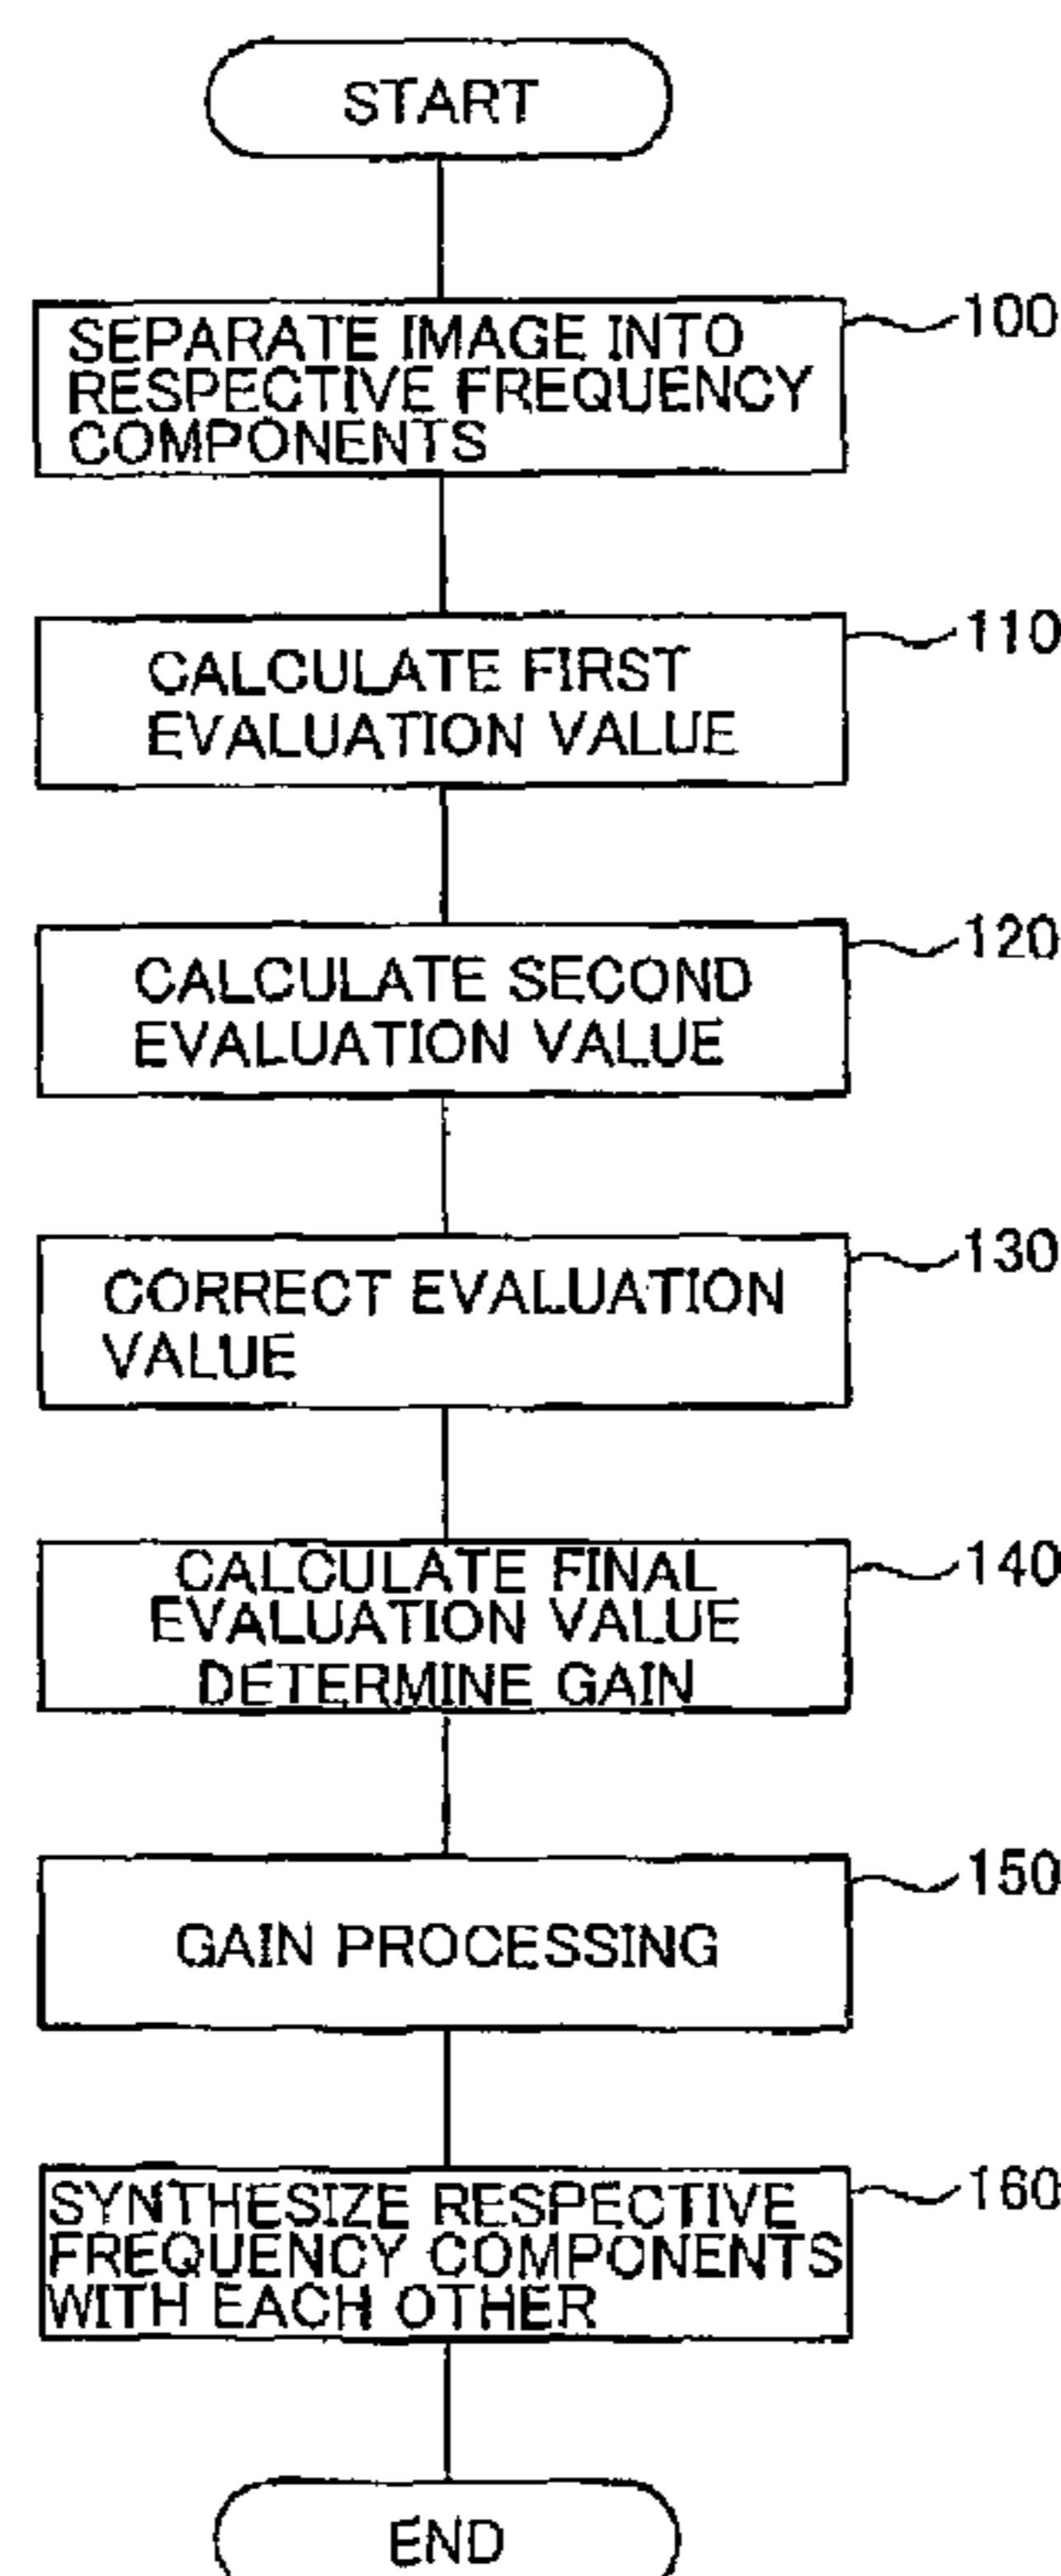 START
SEPARATE IMAGE INTO
RESPECTIVE FREQUENCY
COMPONENTS
100
CALCULATE FIRST
EVALUATION VALUE
110
CALCULATE SECOND
EVALUATION VALUE
120
CORRECT EVALUATION
VALUE
130
CALCULATE FINAL
EVALUATION VALUE
DETERMINE GAIN
140
GAIN PROCESSING
150
SYNTHESIZE RESPECTIVE
FREQUENCY COMPONENTS
WITH EACH OTHER
160
END